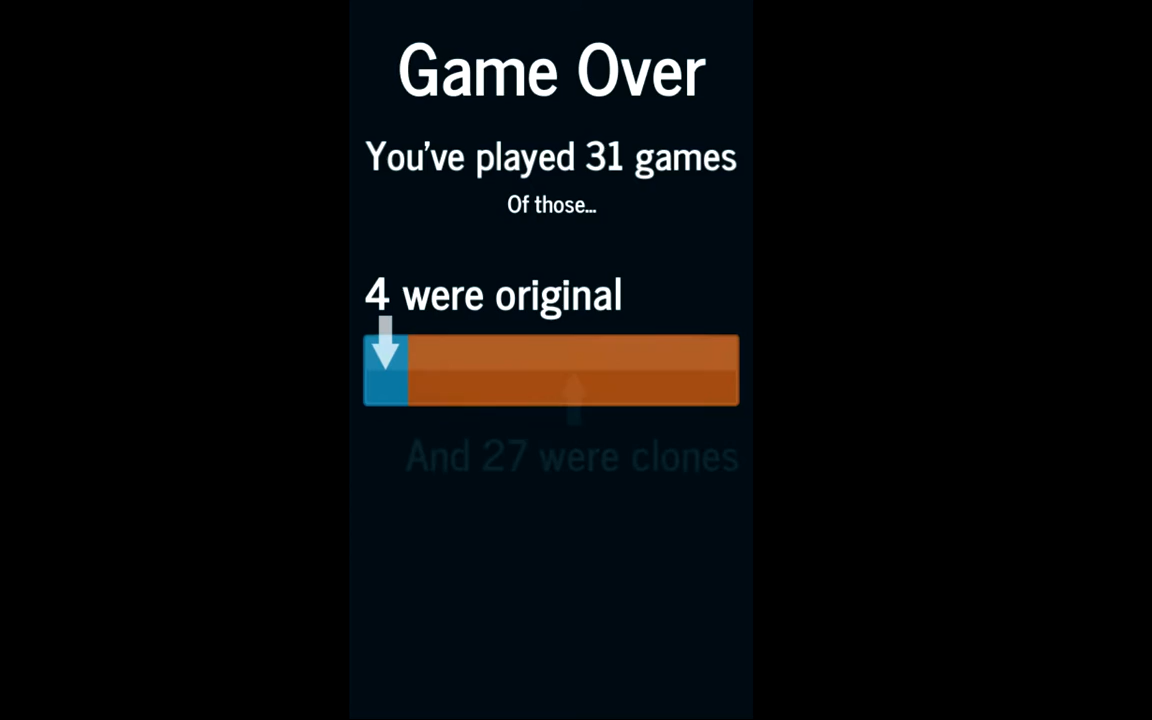 Game Over
You've played 31 games
Of those...
4 were original
And 27 were clones